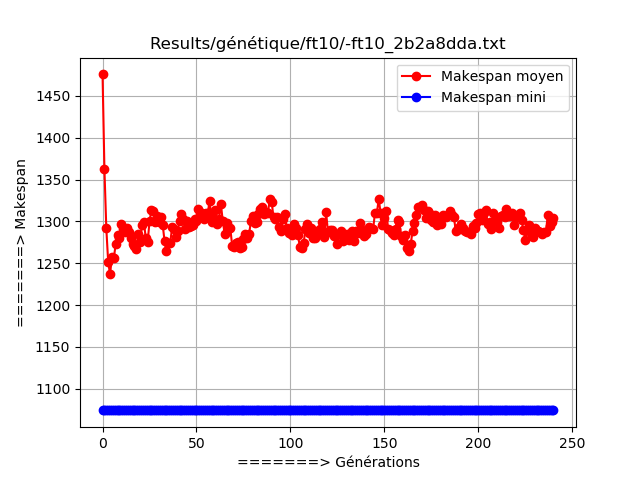 Results/génétique/ft10/-ft10_2b2a8dda.txt
Makespan moyen
Makespan mini
1450
1400
1350
1300
1250
1200
1150
1100
=======> Makespan
0
50
100
150
200
250
=======> Générations